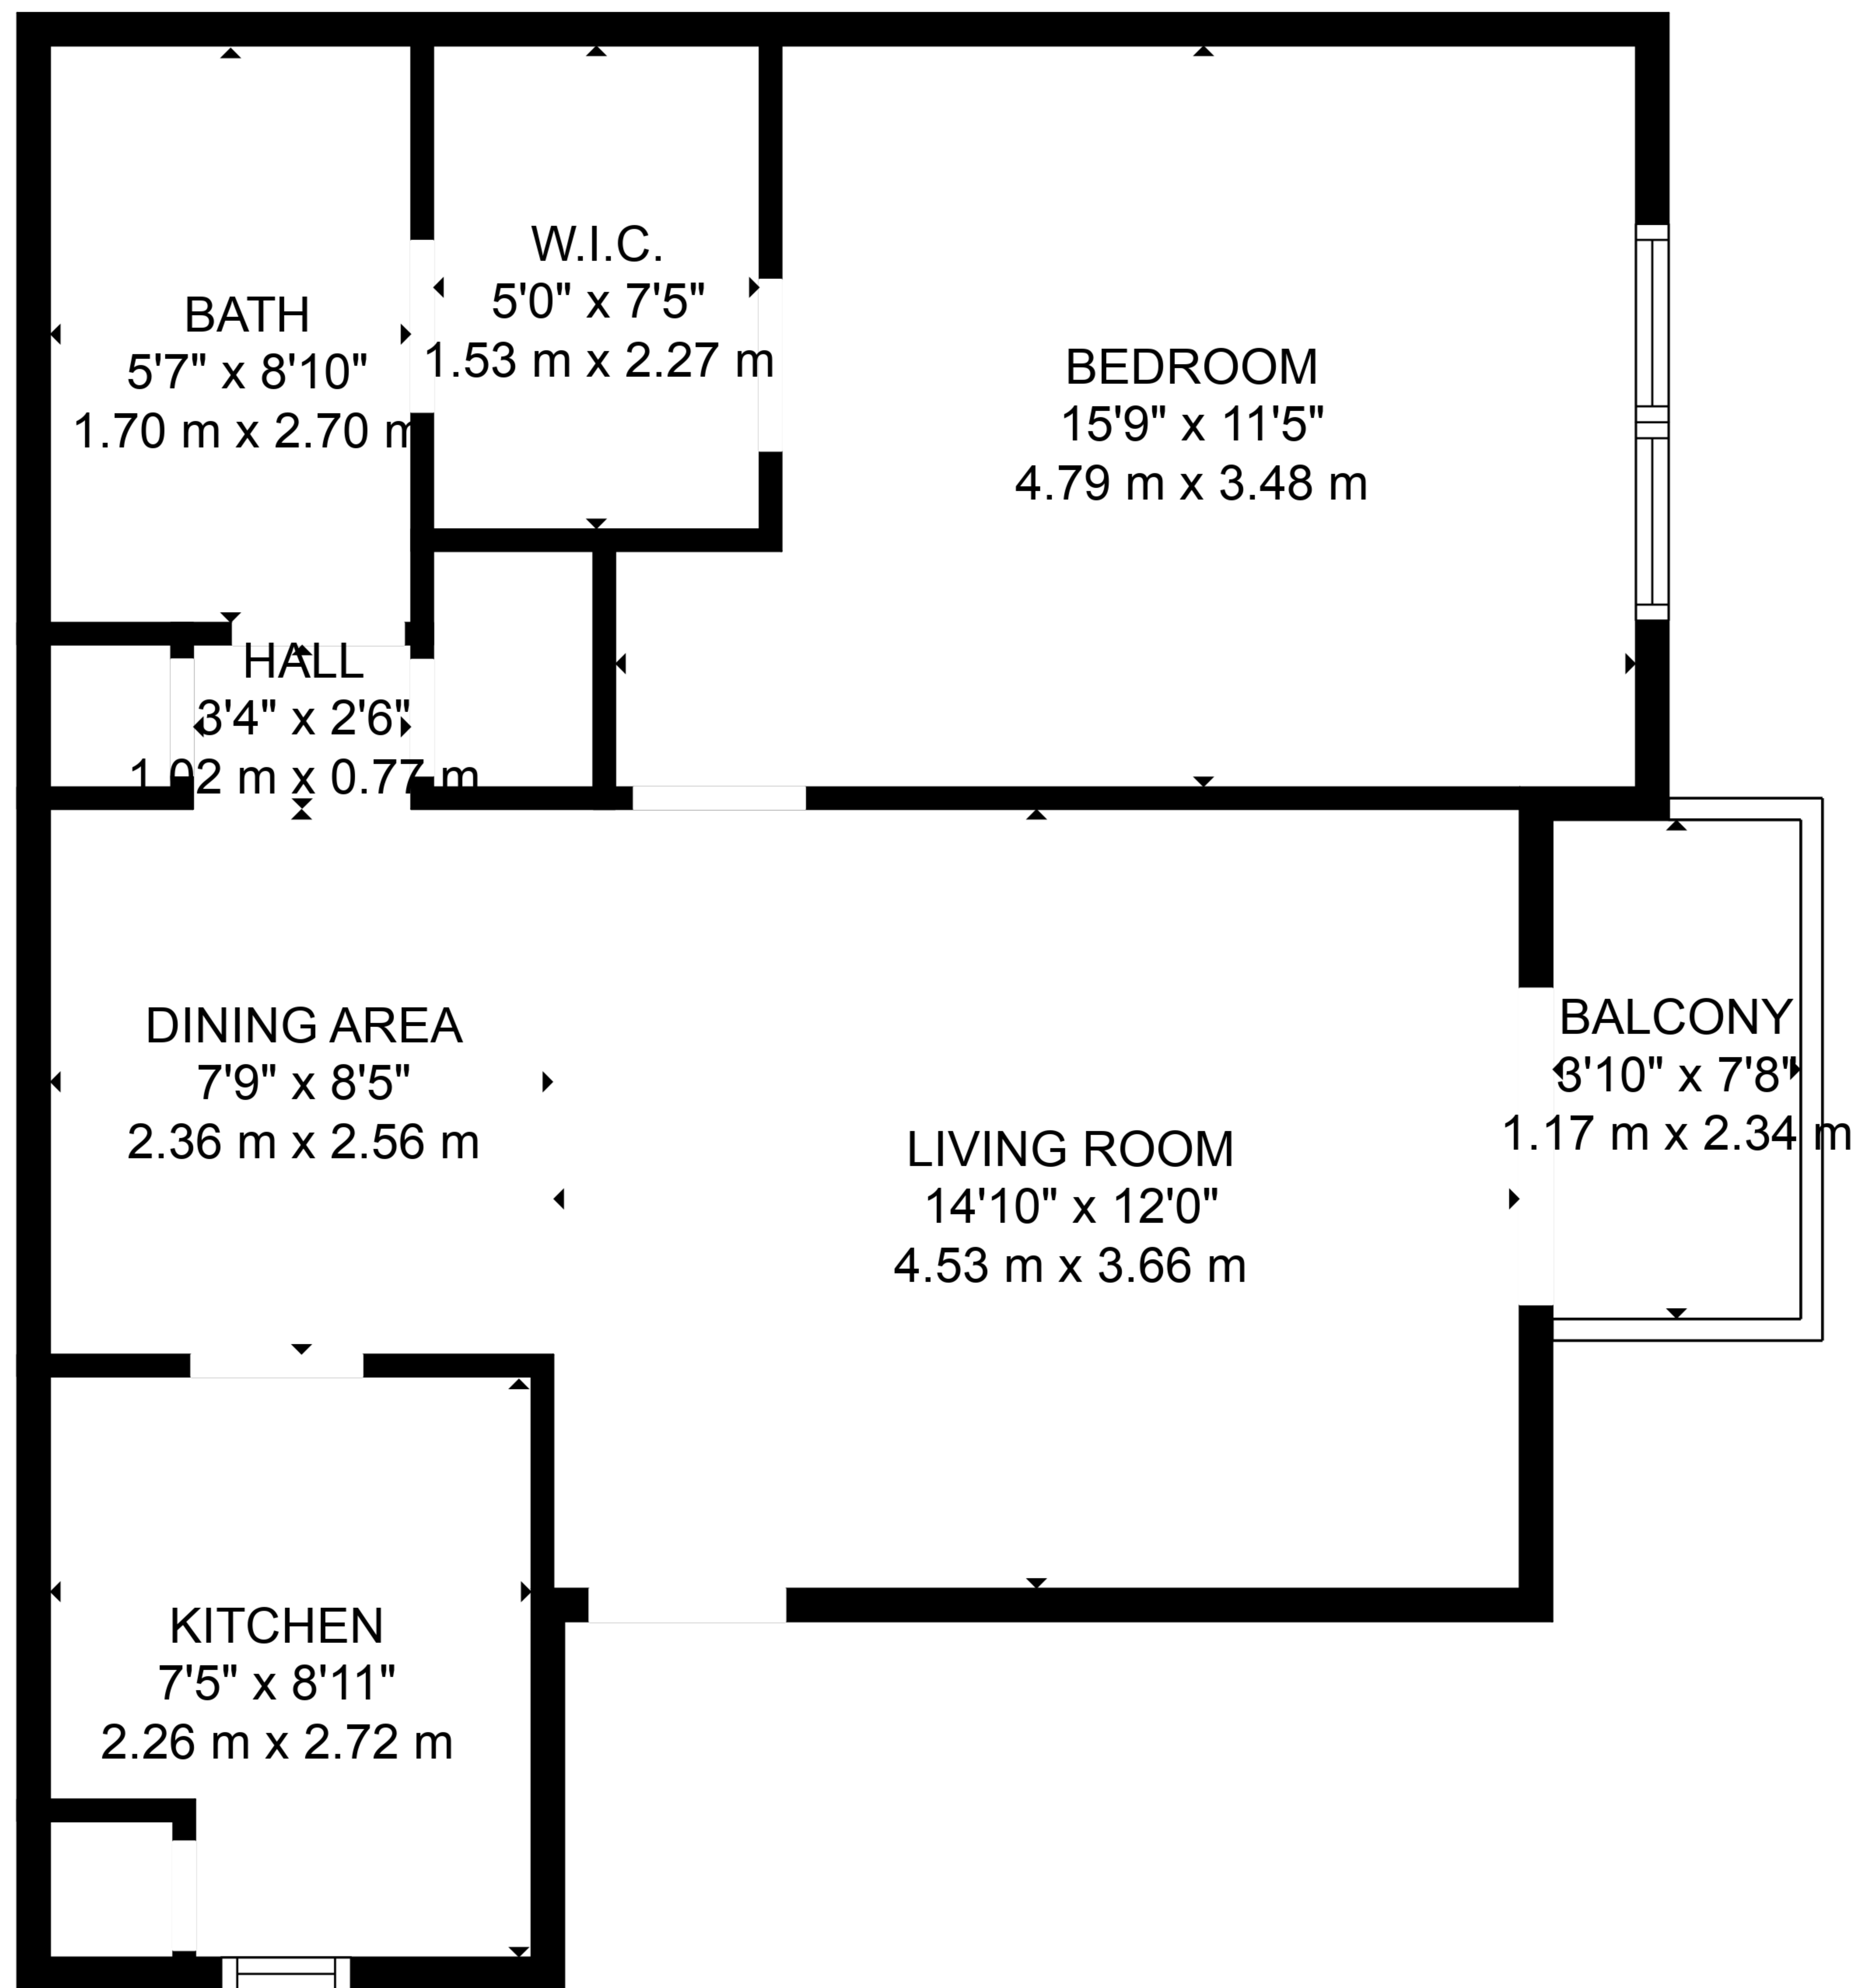 W.I.C.
5'0" x 7'5"
1.53 m x 2.27 m
BATH
5'7" x 8'10"
1.70 m x 2.70 m
BEDROOM
15'9" x 11'5"
4.79 m x 3.48 m
HALL
3'4" x 2'6"
1.02 m x 0.77 m
DINING AREA
7'9" x 8'5"
2.36 m x 2.56 m
BALCONY
3'10" x 7'8"
1.17 m x 2.34 m
LIVING ROOM
14'10" x 12'0"
4.53 m x 3.66 m
KITCHEN
7'5" x 8'11"
2.26 m x 2.72 m